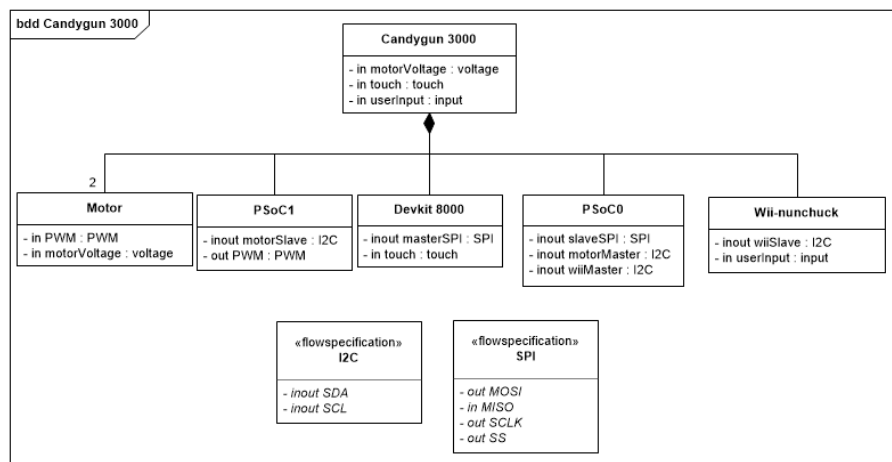 bdd Candygun 3000
Candygun 3000
- in motorVoltage : voltage
- in touch : touch
- in userInput : input
2
Motor
- in PWM : PWM
- in motorVoltage : voltage
PSoC1
- inout motorSlave : I2C
- out PWM : PWM
Devkit 8000
- inout masterSPI : SPI
- in touch : touch
PSoC0
- inout slaveSPI : SPI
- inout motorMaster : I2C
- inout wiiMaster : I2C
Wii-nunchuck
- inout wiiSlave : I2C
- in userInput : input
«flowspecification»
I2C
- inout SDA
- inout SCL
«flowspecification»
SPI
- out MOSI
- in MISO
- out SCLK
- out SS